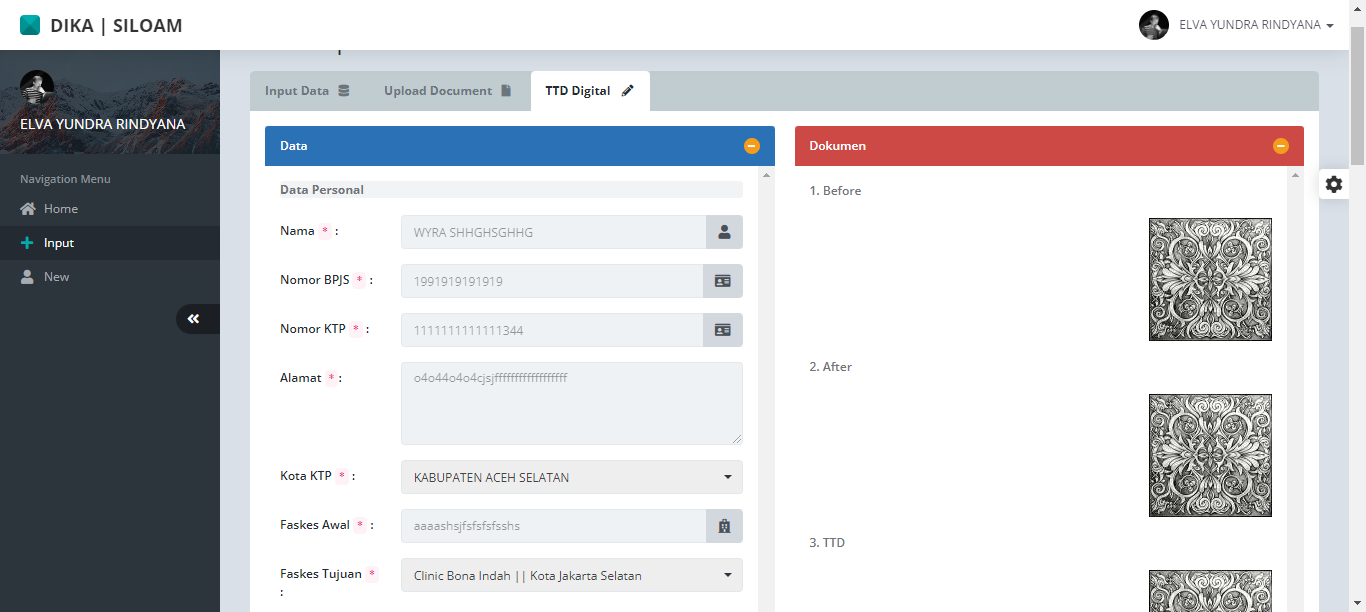 DIKA | SILOAM
ELVA YUNDRA RINDYANA
ELVA YUNDRA RINDYANA
Navigation Menu
Home
Input
New
Input Data
Upload Document
TTD Digital
Data
Data Personal
Nama * :
WYRA SHHGHSGHHG
Nomor BPJS * :
1991919191919
Nomor KTP * :
1111111111111344
Alamat * :
o4o44o4o4cjsjffffffffffffffffff
Kota KTP * :
KABUPATEN ACEH SELATAN
Faskes Awal * :
aaaashsjfsfsfsfsshs
Faskes Tujuan *
:
Clinic Bona Indah || Kota Jakarta Selatan
Dokumen
1. Before
2. After
3. TTD